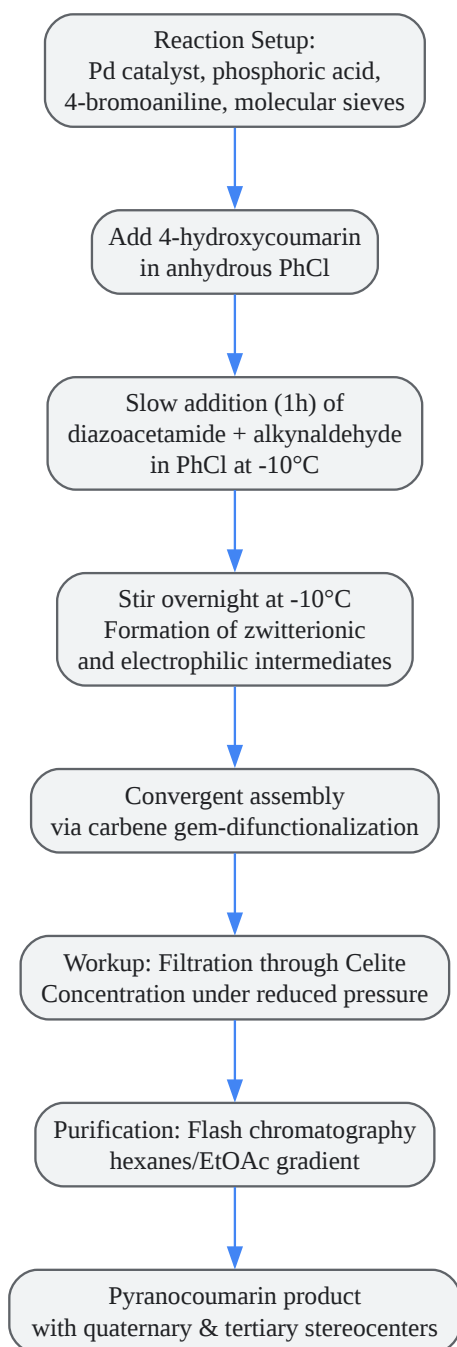 Reaction Setup:
Pd catalyst, phosphoric acid,
4-bromoaniline, molecular sieves
Add 4-hydroxycoumarin
in anhydrous PhCl
Slow addition (1h) of
diazoacetamide + alkynaldehyde
in PhCl at -10°C
Stir overnight at -10°C
Formation of zwitterionic
and electrophilic intermediates
Convergent assembly
via carbene gem-difunctionalization
Workup: Filtration through Celite
Concentration under reduced pressure
Purification: Flash chromatography
hexanes/EtOAc gradient
Pyranocoumarin product
with quaternary & tertiary stereocenters